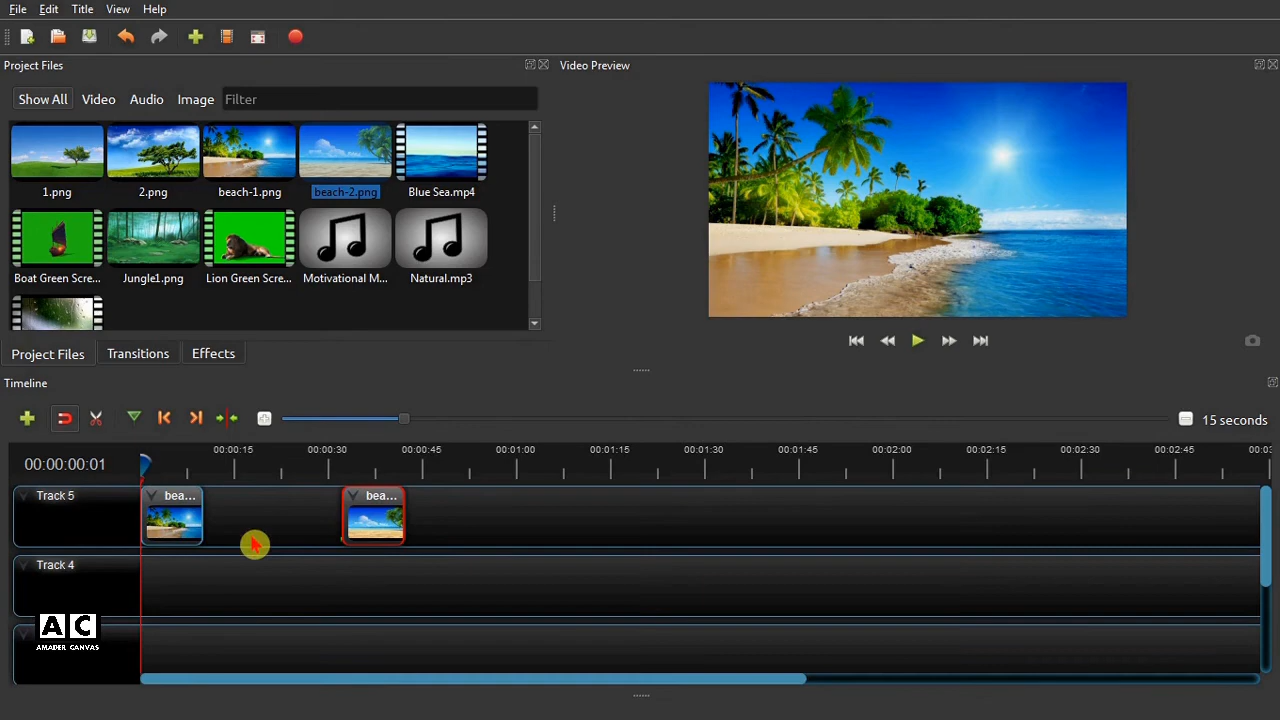 File Edit Title View Help
Project Files
Video Preview
Show All Video Audio Image Filter
1.png 2.png beach-1.png beach-2.png Blue Sea.mp4
Boat Green Scre... Jungle1.png Lion Green Scre... Motivational M... Natural.mp3
Project Files Transitions Effects
Timeline
15 seconds
00:00:00:01
00:00:15 00:00:30 00:00:45 00:01:00 00:01:15 00:01:30 00:01:45 00:02:00 00:02:15 00:02:30 00:02:45 00:03
Track 5 bea... bea...
Track 4
AC
AMADER CANVAS